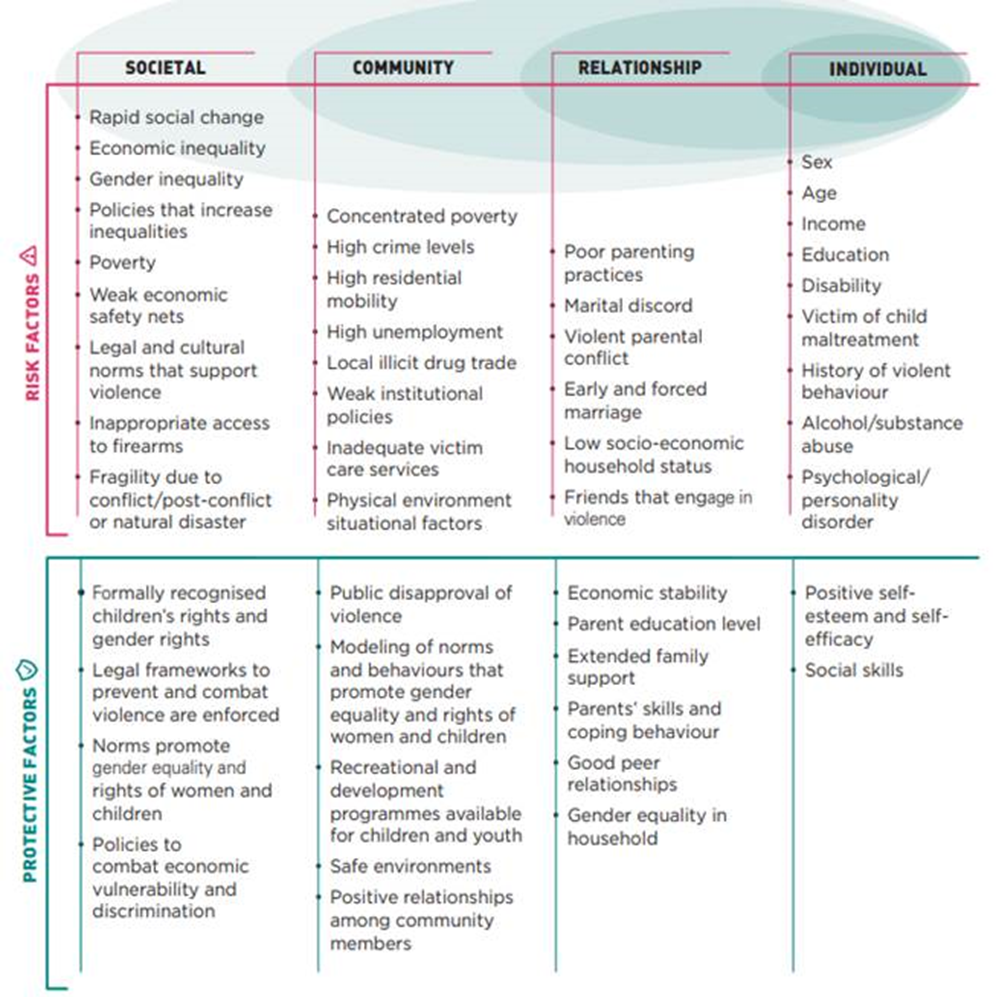 SOCIETAL
COMMUNITY
RELATIONSHIP
INDIVIDUAL
RISK FACTORS
Rapid social change
Economic inequality
Gender inequality
Policies that increase
inequalities
Poverty
Weak economic
safety nets
Legal and cultural
norms that support
violence
Inappropriate access
to firearms
Fragility due to
conflict/post-conflict
or natural disaster
Concentrated poverty
High crime levels
High residential
mobility
High unemployment
Local illicit drug trade
Weak institutional
policies
Inadequate victim
care services
Physical environment
situational factors
Poor parenting
practices
Marital discord
Violent parental
conflict
Early and forced
marriage
Low socio-economic
household status
Friends that engage in
violence
Sex
Age
Income
Education
Disability
Victim of child
maltreatment
History of violent
behaviour
Alcohol/substance
abuse
Psychological/
personality
disorder
PROTECTIVE FACTORS
Formally recognised
children's rights and
gender rights
Legal frameworks to
prevent and combat
violence are enforced
Norms promote
gender equality and
rights of women and
children
Policies to
combat economic
vulnerability and
discrimination
Public disapproval of
violence
Modeling of norms
and behaviours that
promote gender
equality and rights of
women and children
Recreational and
development
programmes available
for children and youth
Safe environments
Positive relationships
among community
members
Economic stability
Parent education level
Extended family
support
Parents' skills and
coping behaviour
Good peer
relationships
Gender equality in
household
Positive self-
esteem and self-
efficacy
Social skills